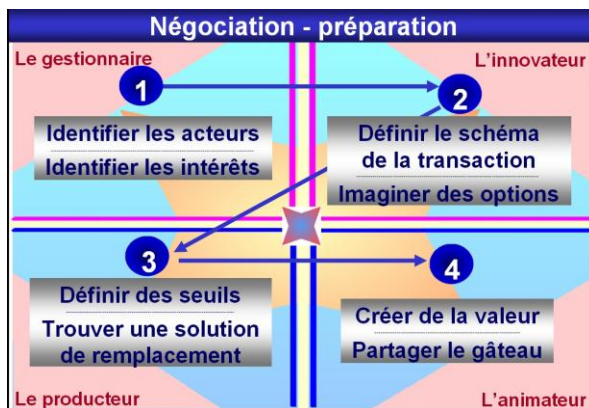 Négociation - préparation
Le gestionnaire
L'innovateur
1
2
Identifier les acteurs
Identifier les intérêts
Définir le schéma
de la transaction
Imaginer des options
3
4
Définir des seuils
Trouver une solution
de remplacement
Créer de la valeur
Partager le gâteau
Le producteur
L'animateur